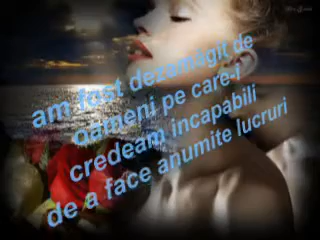 am fost dezamăgit de
oameni pe care-i
credeam incapabili
de a face anumite lucruri